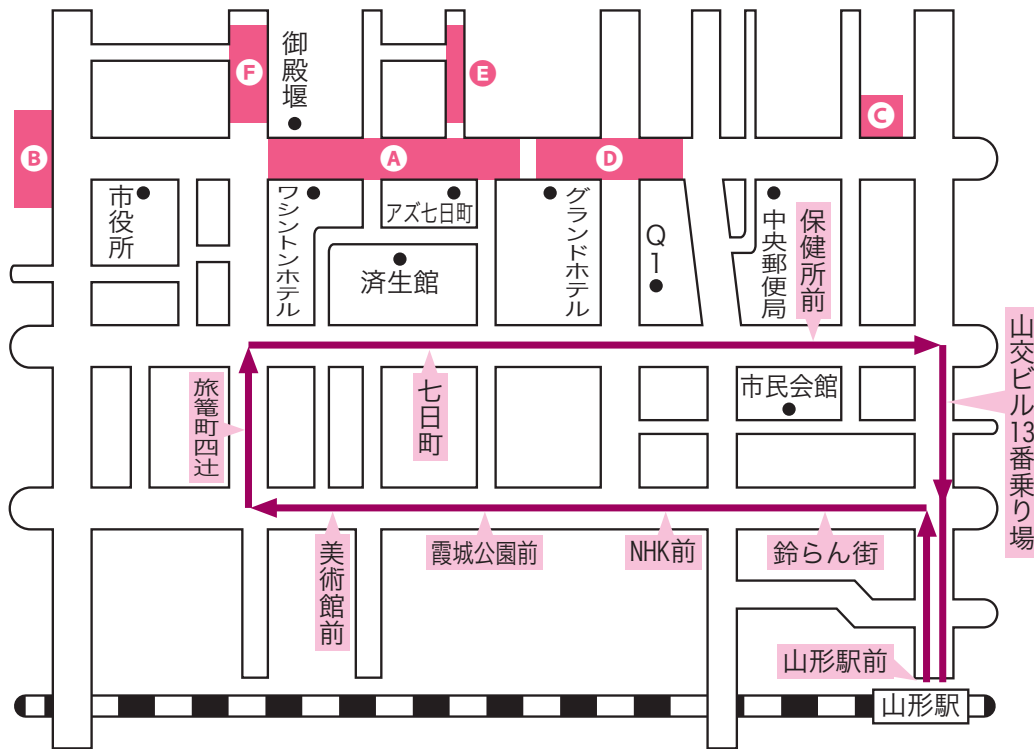 F
御殿堰
E
C
B
A
D
市役所
ワシントンホテル
アズ七日町
グランドホテル
Q1
中央郵便局
保健所前
済生館
山交ビル13番乗り場
旅篭町四辻
七日町
市民会館
美術館前
霞城公園前
NHK前
鈴らん街
山形駅前
山形駅